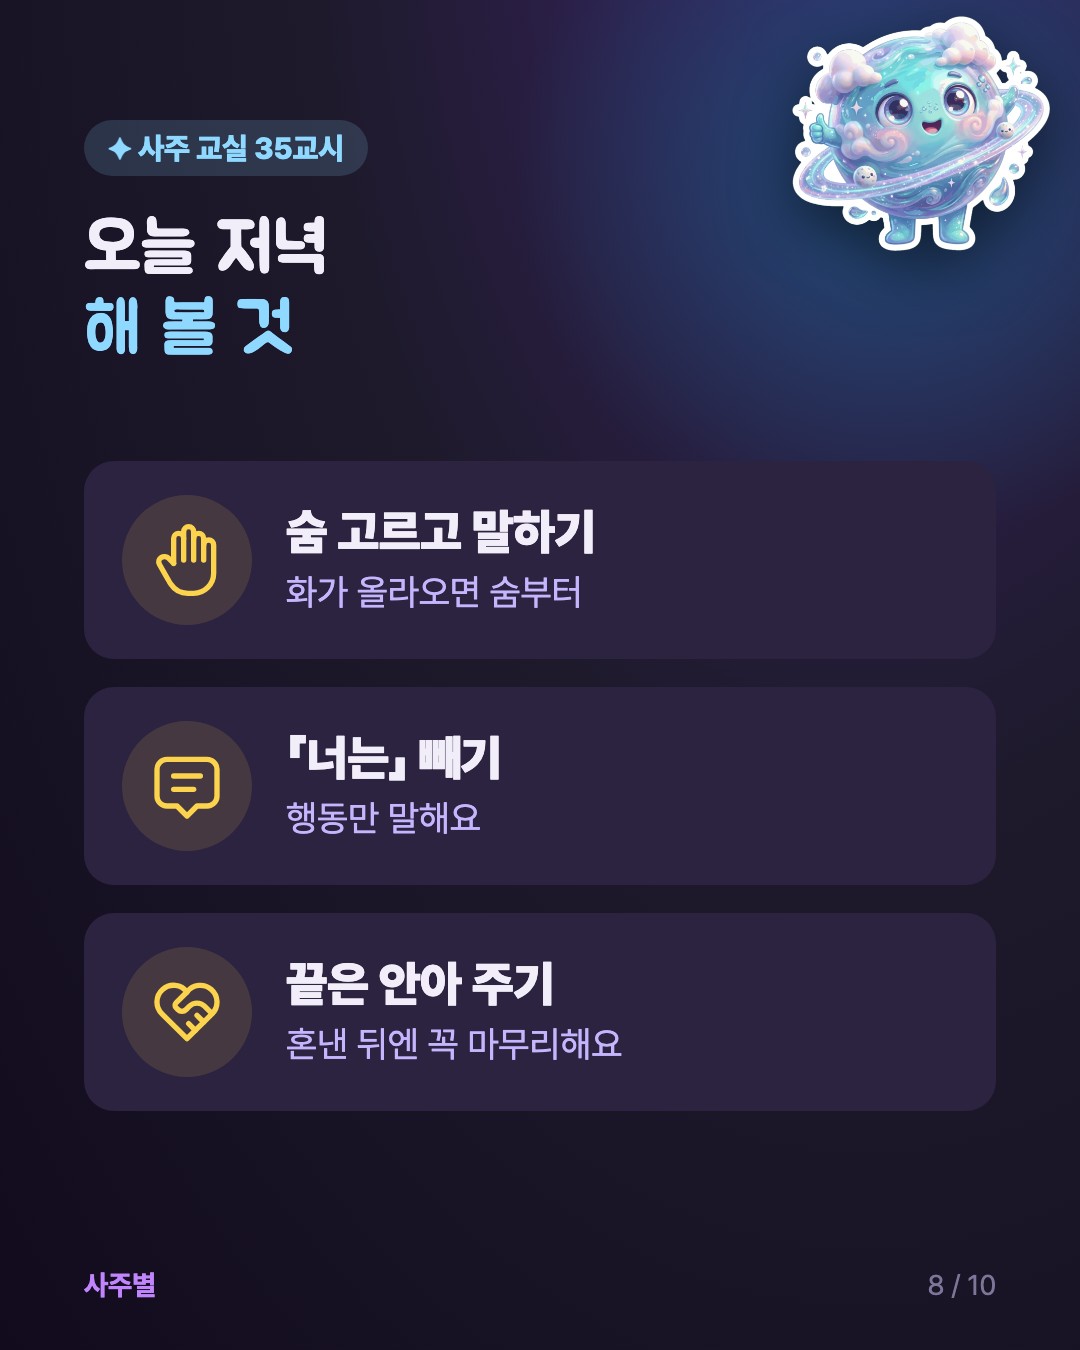 사주 교실 35교시
오늘 저녁
해 볼 것
숨 고르고 말하기
화가 올라오면 숨부터
「너는」 빼기
행동만 말해요
끝은 안아 주기
혼낸 뒤엔 꼭 마무리해요
사주별
8 / 10